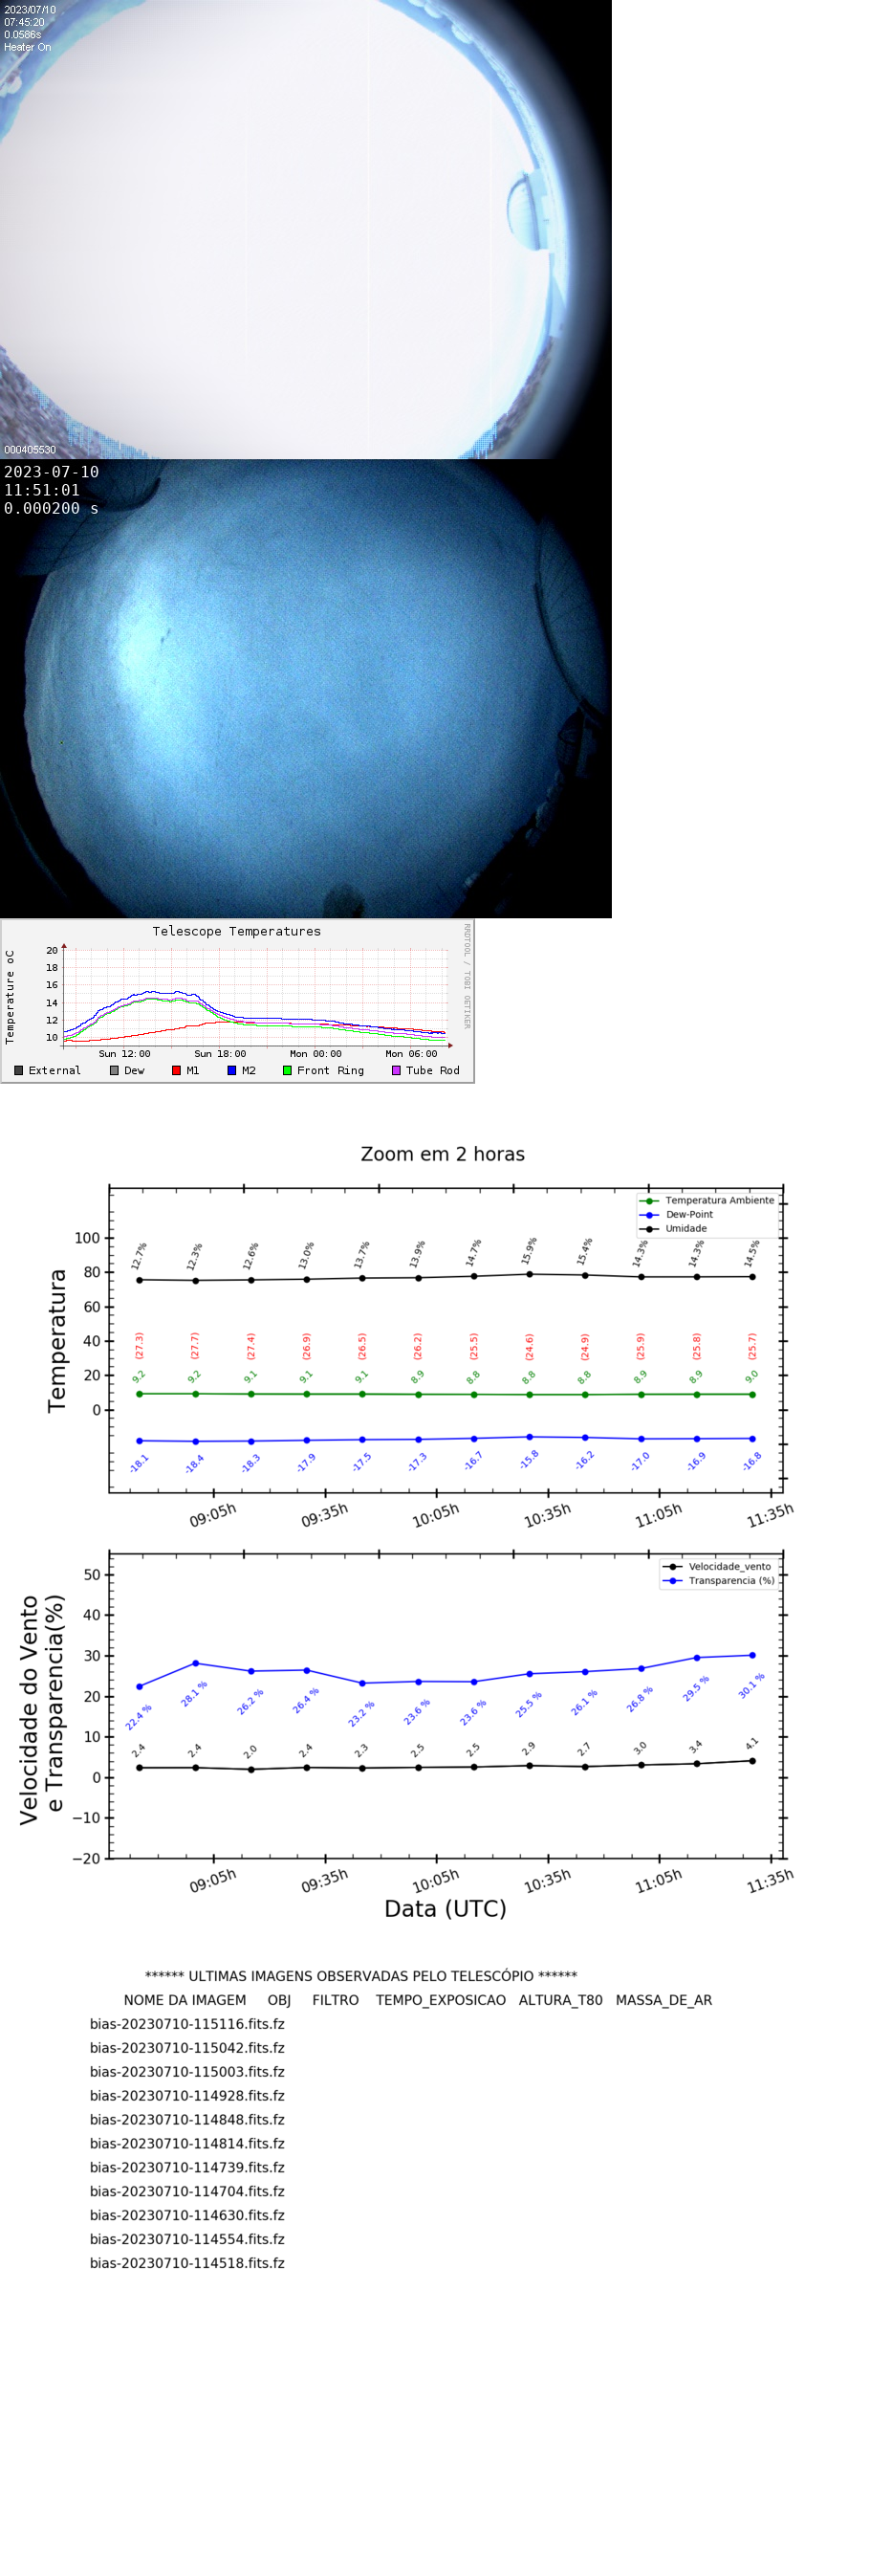 2023/07/10
07:45:20
0.0586s
Heater On
000405530
2023-07-10
11:51:01
0.000200 s
Telescope Temperatures
RRDTOOL / TOBI OETIKER
Temperature oC
20
18
16
14
12
10
Sun 12:00 Sun 18:00 Mon 00:00 Mon 06:00
External Dew M1 M2 Front Ring Tube Rod
Zoom em 2 horas
Temperatura Ambiente
Dew-Point
Umidade
Temperatura
100
80
60
40
20
0
12.7% 12.3% 12.6% 13.0% 13.7% 13.9% 14.7% 15.9% 15.4% 14.3% 14.3% 14.5%
(27.3) (27.7) (27.4) (26.9) (26.5) (26.2) (25.5) (24.6) (24.9) (25.9) (25.8) (25.7)
9.2 9.2 9.1 9.1 9.1 8.9 8.8 8.8 8.8 8.9 8.9 9.0
-18.1 -18.4 -18.3 -17.9 -17.5 -17.3 -16.7 -15.8 -16.2 -17.0 -16.9 -16.8
09:05h 09:35h 10:05h 10:35h 11:05h 11:35h
Velocidade_vento
Transparencia (%)
Velocidade do Vento
e Transparencia(%)
50
40
30
20
10
0
−10
−20
22.4 % 28.1 % 26.2 % 26.4 % 23.2 % 23.6 % 23.6 % 25.5 % 26.1 % 26.8 % 29.5 % 30.1 %
2.4 2.4 2.0 2.4 2.3 2.5 2.5 2.9 2.7 3.0 3.4 4.1
09:05h 09:35h 10:05h 10:35h 11:05h 11:35h
Data (UTC)
****** ULTIMAS IMAGENS OBSERVADAS PELO TELESCÓPIO ******
NOME DA IMAGEM OBJ FILTRO TEMPO_EXPOSICAO ALTURA_T80 MASSA_DE_AR
bias-20230710-115116.fits.fz
bias-20230710-115042.fits.fz
bias-20230710-115003.fits.fz
bias-20230710-114928.fits.fz
bias-20230710-114848.fits.fz
bias-20230710-114814.fits.fz
bias-20230710-114739.fits.fz
bias-20230710-114704.fits.fz
bias-20230710-114630.fits.fz
bias-20230710-114554.fits.fz
bias-20230710-114518.fits.fz